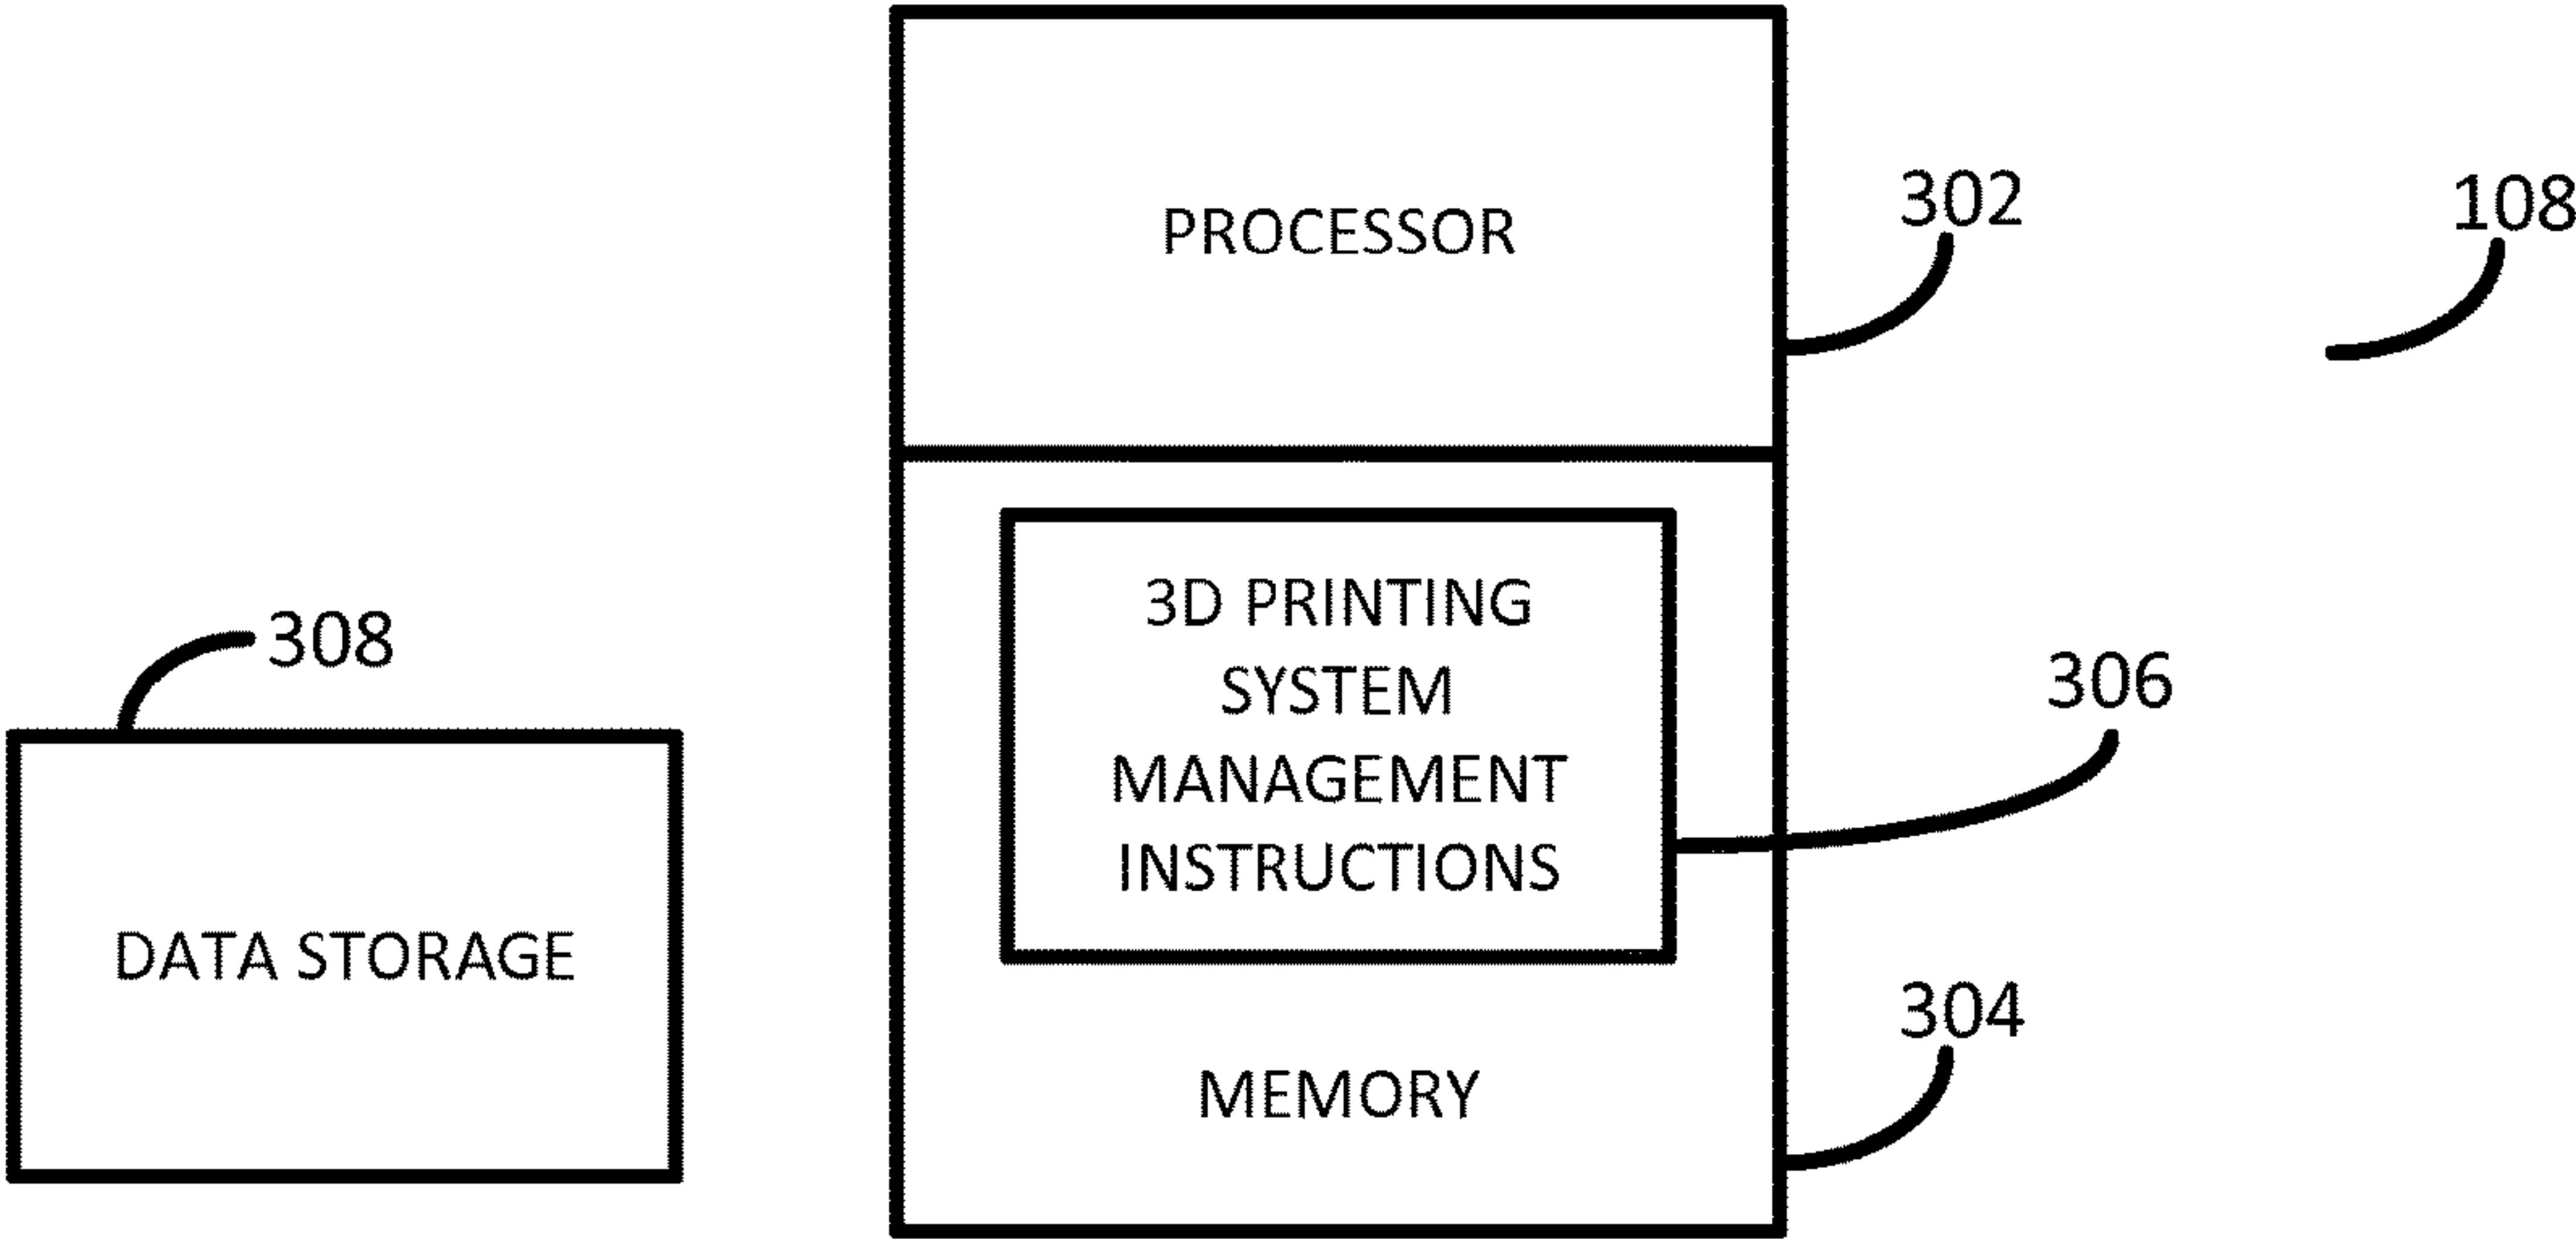 PROCESSOR
302
108
3D PRINTING
SYSTEM
MANAGEMENT
INSTRUCTIONS
308
306
DATA STORAGE
304
MEMORY